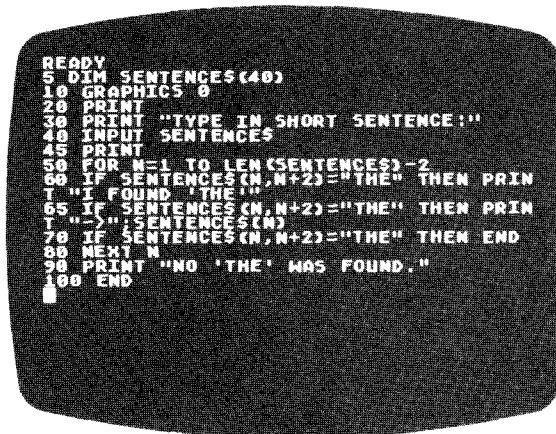 READY
5 DIM SENTENCE$(40)
10 GRAPHICS 0
20 PRINT
30 PRINT "TYPE IN SHORT SENTENCE:"
40 INPUT SENTENCE$
45 PRINT
50 FOR N=1 TO LEN(SENTENCE$)-2
60 IF SENTENCE$(N,N+2)="THE" THEN PRIN
T "I FOUND 'THE'"
65 IF SENTENCE$(N,N+2)="THE" THEN PRIN
T "->";SENTENCE$(N)
70 IF SENTENCE$(N,N+2)="THE" THEN END
80 NEXT N
90 PRINT "NO 'THE' WAS FOUND."
100 END